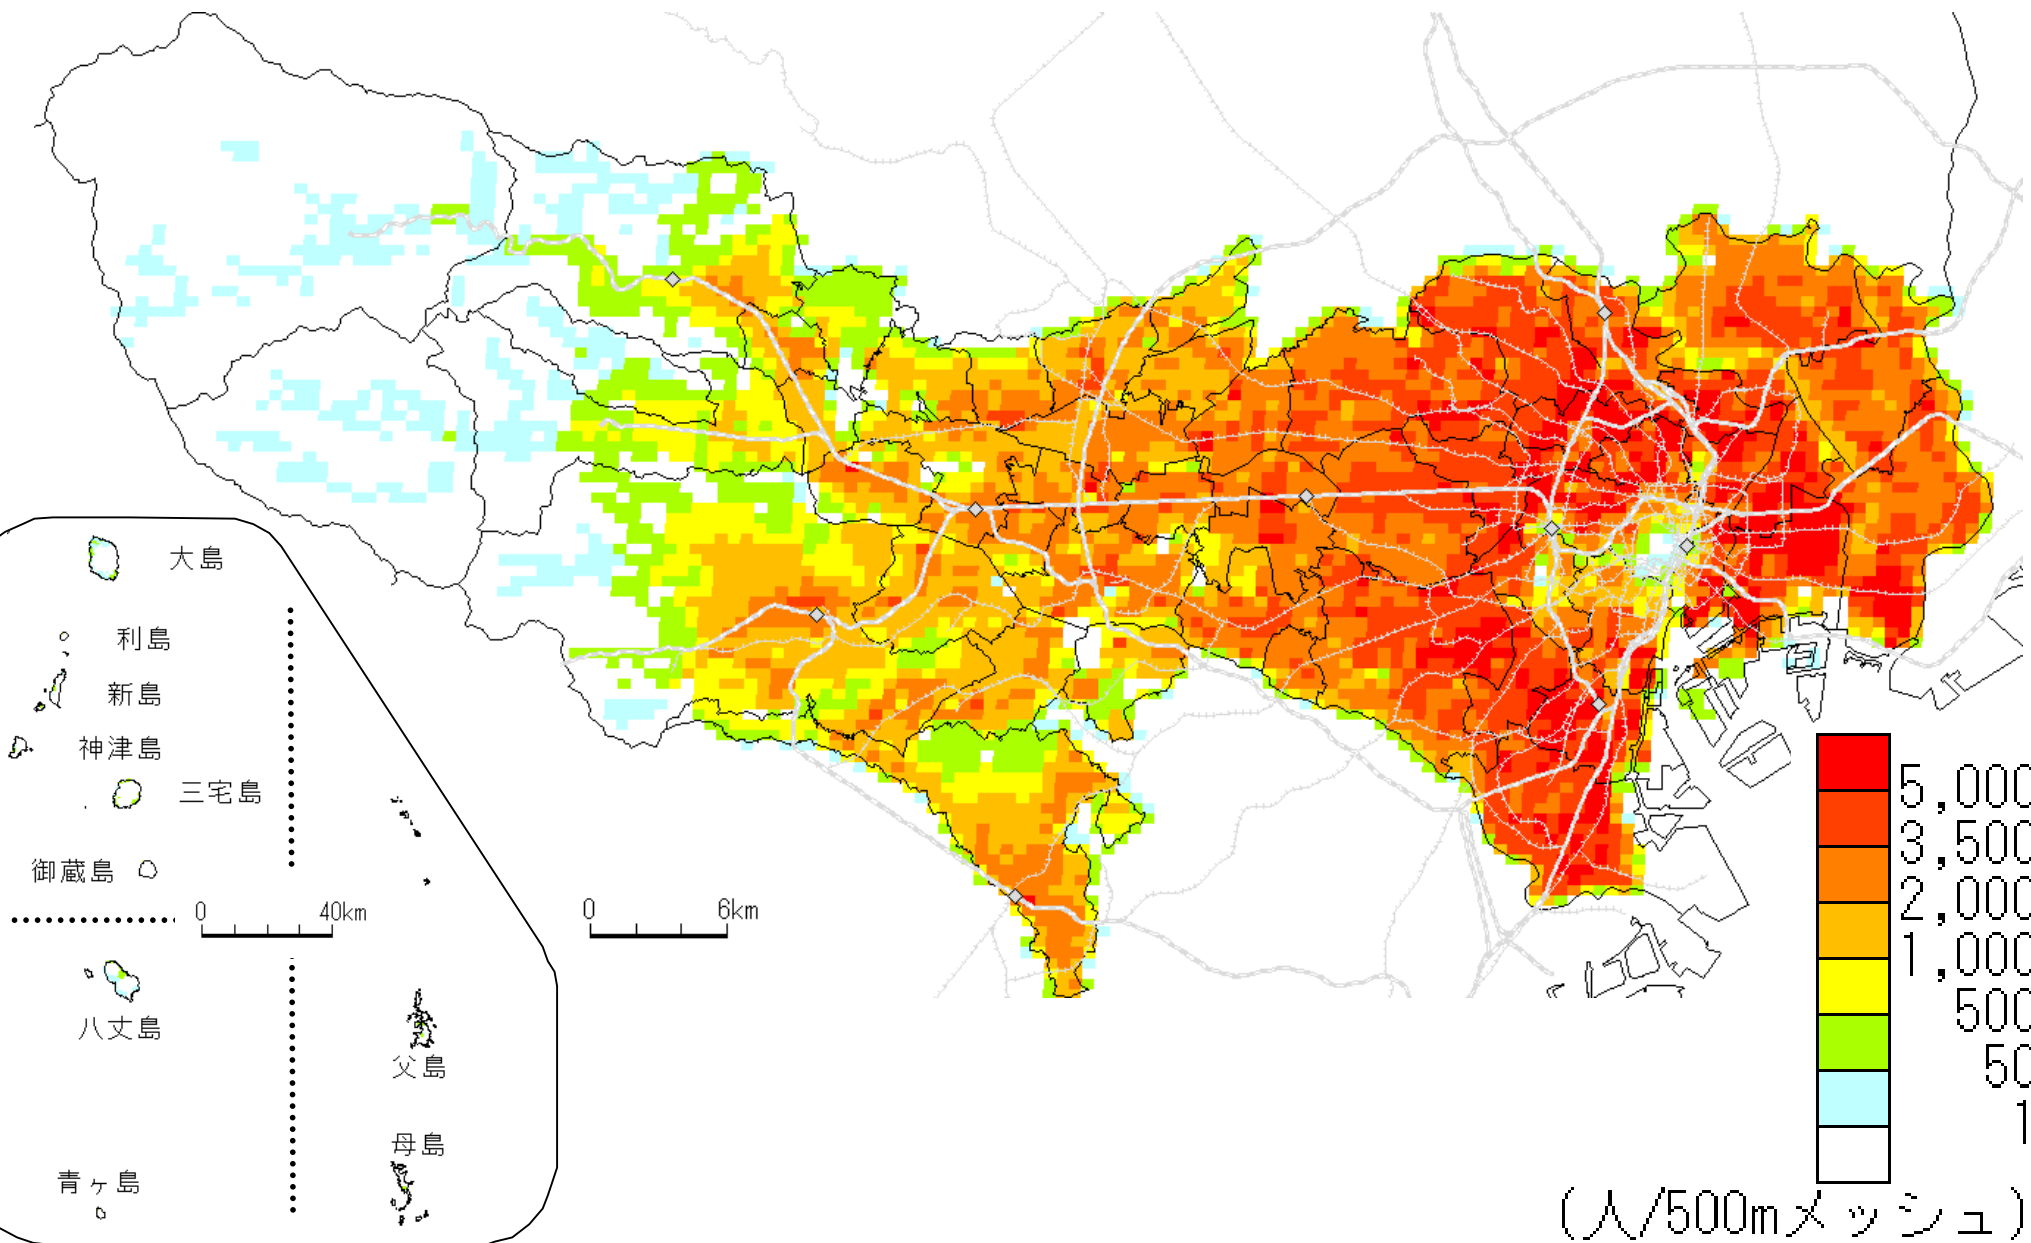 大島
利島
新島
神津島
三宅島
御蔵島
0 40km
0 6km
八丈島
父島
母島
青ヶ島
5,000
3,500
2,000
1,000
500
50
1
(人/500mメッシュ)